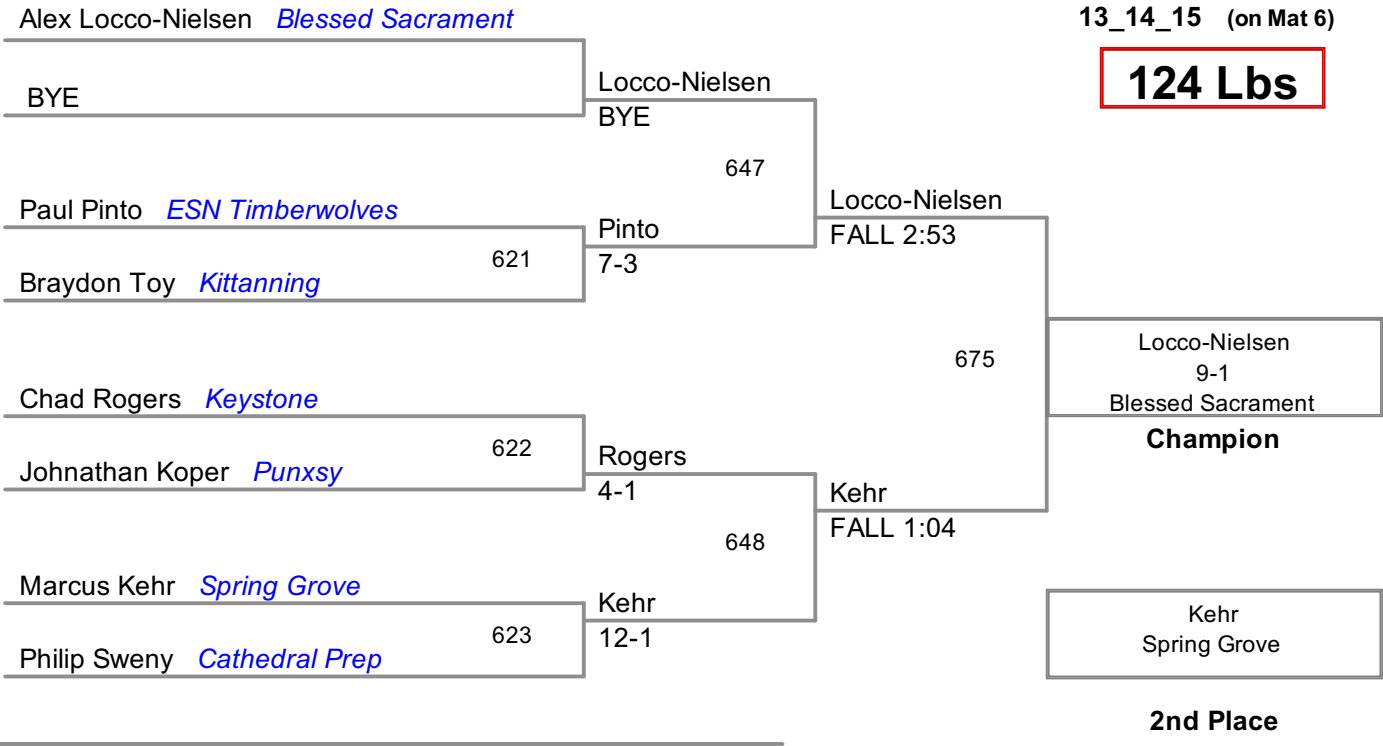 Alex Locco-Nielsen Blessed Sacrament
13_14_15 (on Mat 6)
124 Lbs
BYE
Locco-Nielsen
BYE
647
Paul Pinto ESN Timberwolves
Locco-Nielsen
FALL 2:53
Pinto
7-3
621
Braydon Toy Kittanning
675
Locco-Nielsen
9-1
Blessed Sacrament
Champion
Chad Rogers Keystone
622
Rogers
4-1
Johnathan Koper Punxsy
Kehr
FALL 1:04
648
Marcus Kehr Spring Grove
Kehr
12-1
623
Philip Sweny Cathedral Prep
Kehr
Spring Grove
2nd Place